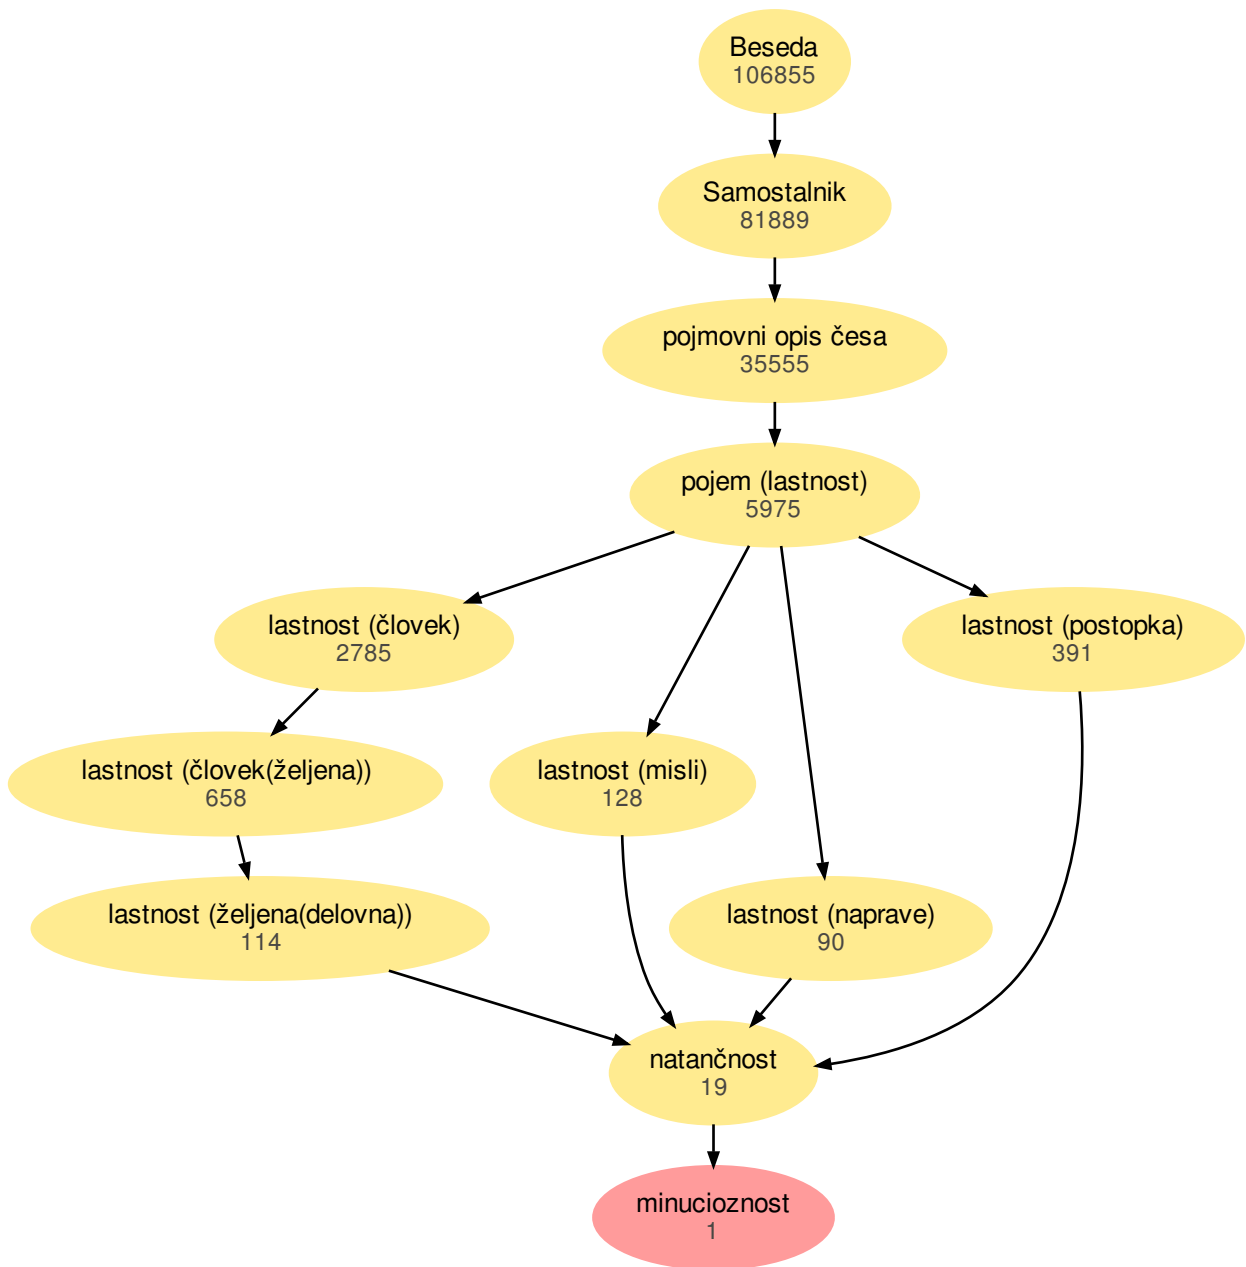 Beseda
106855
Samostalnik
81889
pojmovni opis česa
35555
pojem (lastnost)
5975
lastnost (človek)
2785
lastnost (postopka)
391
lastnost (človek(željena))
658
lastnost (misli)
128
lastnost (željena(delovna))
114
lastnost (naprave)
90
natančnost
19
minucioznost
1